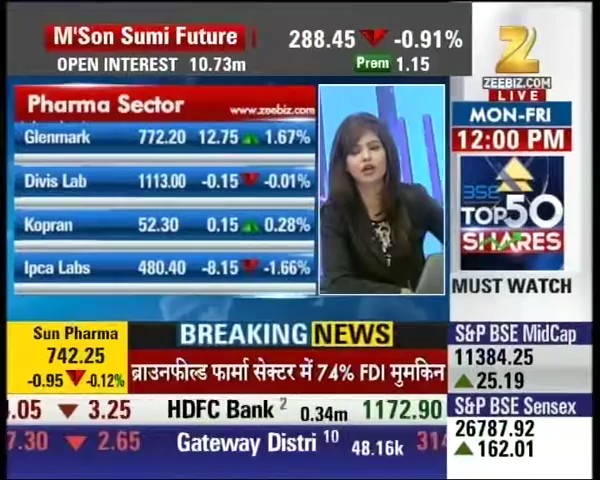 M'Son Sumi Future 288.45 -0.91%
OPEN INTEREST 10.73m Prem 1.15
ZEEBIZ.COM
LIVE
Pharma Sector www.zeebiz.com
Glenmark 772.20 12.75 1.67%
Divis Lab 1113.00 -0.15 -0.01%
Kopran 52.30 0.15 0.28%
Ipca Labs 480.40 -8.15 -1.66%
MON-FRI
12:00 PM
BSE
TOP 50
SHARES
MUST WATCH
Sun Pharma
742.25
-0.95 -0.12%
BREAKING NEWS
ब्राउनफील्ड फार्मा सेक्टर में 74% FDI मुमकिन
S&P BSE MidCap
11384.25
25.19
S&P BSE Sensex
26787.92
162.01
.05 3.25 HDFC Bank 2 0.34m 1172.90
7.30 2.65 Gateway Distri 10 48.16k 314